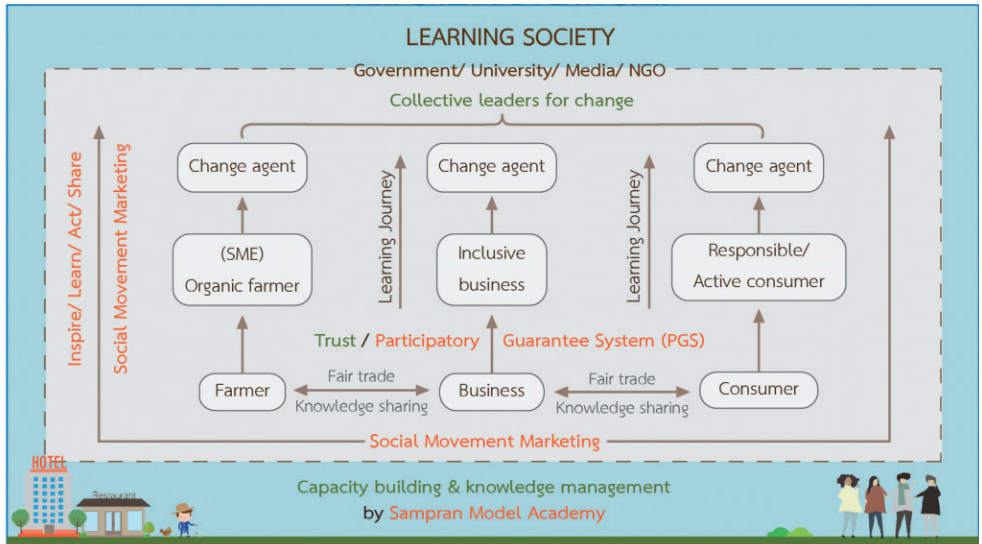 LEARNING SOCIETY
Government/ University/ Media/ NGO
Collective leaders for change
Inspire/ Learn/ Act/ Share
Social Movement Marketing
Change agent
Learning Journey
Change agent
Learning Journey
Change agent
(SME)
Organic farmer
Inclusive
business
Responsible/
Active consumer
Trust / Participatory Guarantee System (PGS)
Farmer
Fair trade
Knowledge sharing
Business
Fair trade
Knowledge sharing
Consumer
Social Movement Marketing
HOTEL
Restaurant
Capacity building & knowledge management
by Sampran Model Academy